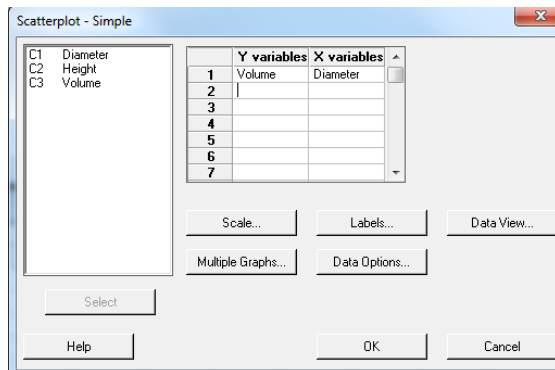 Scatterplot - Simple
C1 Diameter
C2 Height
C3 Volume
Y variables X variables
1 Volume Diameter
2
3
4
5
6
7
Scale...
Labels...
Data View...
Multiple Graphs...
Data Options...
Select
Help
OK
Cancel